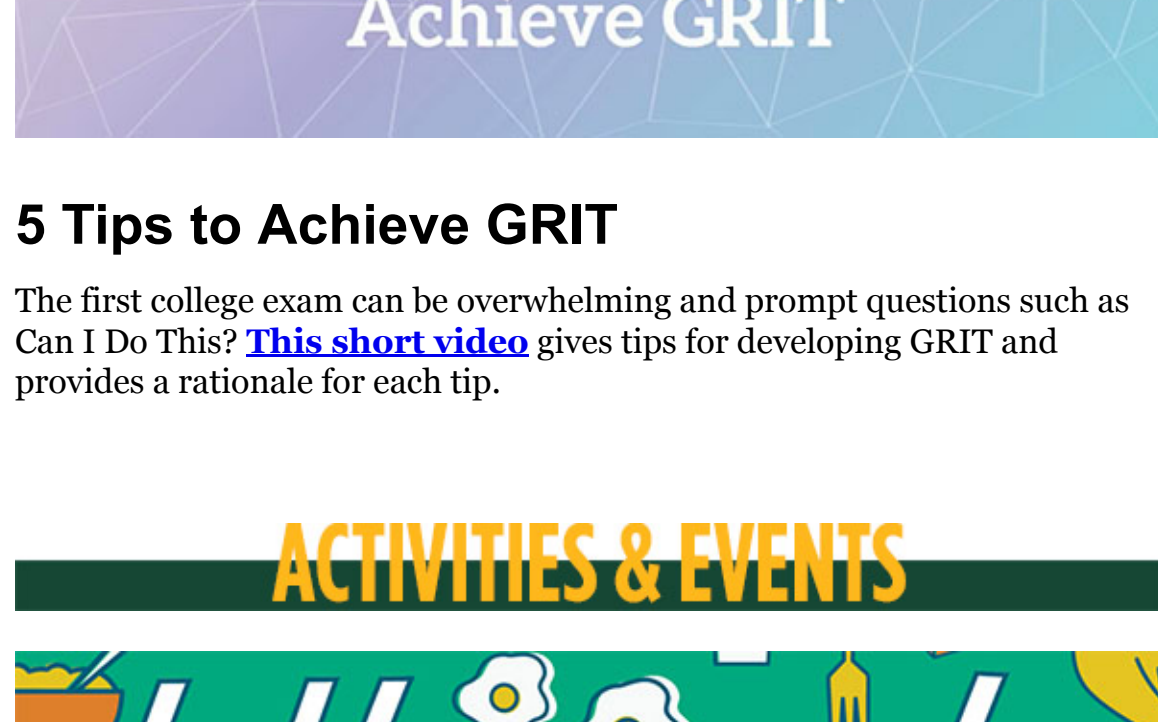 Achieve GRIT
5 Tips to Achieve GRIT
The first college exam can be overwhelming and prompt questions such as
Can I Do This? This short video gives tips for developing GRIT and
provides a rationale for each tip.
ACTIVITIES & EVENTS